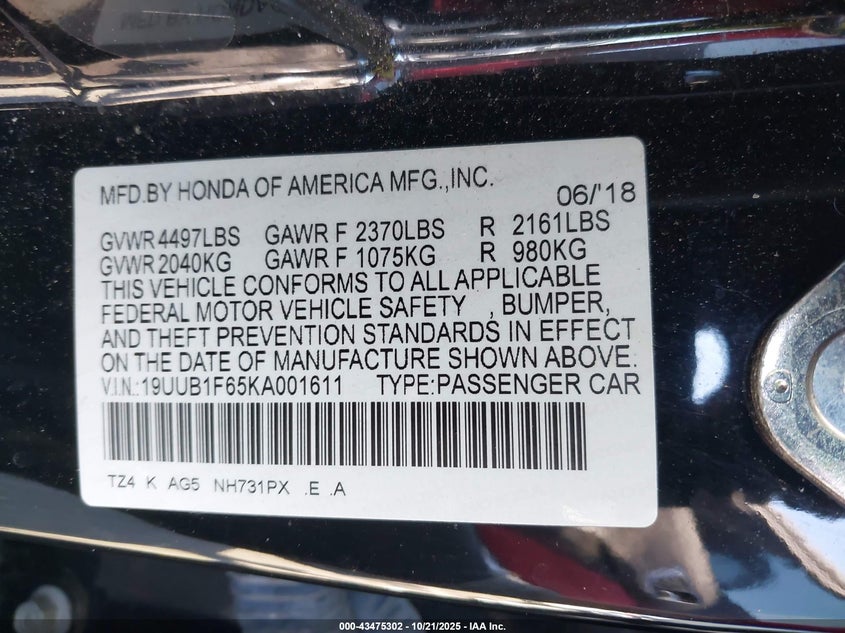 MFD.BY HONDA OF AMERICA MFG.,INC. 06/'18
GVWR 4497LBS GAWR F 2370LBS R 2161LBS
GVWR 2040KG GAWR F 1075KG R 980KG
THIS VEHICLE CONFORMS TO ALL APPLICABLE
FEDERAL MOTOR VEHICLE SAFETY , BUMPER,
AND THEFT PREVENTION STANDARDS IN EFFECT
ON THE DATE OF MANUFACTURE SHOWN ABOVE.
V.I.N.:19UUB1F65KA001611 TYPE:PASSENGER CAR
TZ4 K AG5 NH731PX .E .A
000-43475302 - 10/21/2025 - IAA Inc.